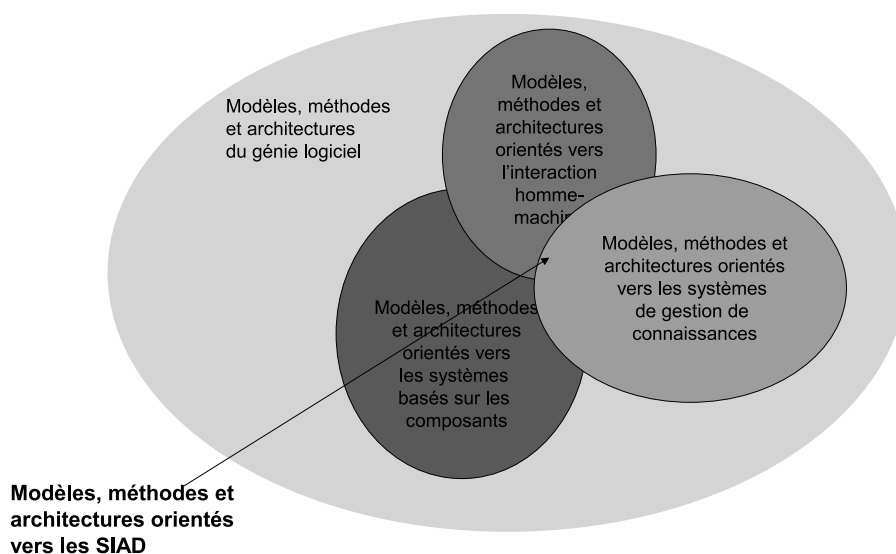 Modèles, méthodes
et architectures
du génie logiciel
Modèles,
méthodes et
architectures
orientés vers
l'interaction
homme-
machin
Modèles, méthodes et
architectures orientés
vers les systèmes
de gestion de
connaissances
Modèles, méthodes
et architectures
orientés vers
les systèmes
basés sur les
composants
Modèles, méthodes et
architectures orientés
vers les SIAD